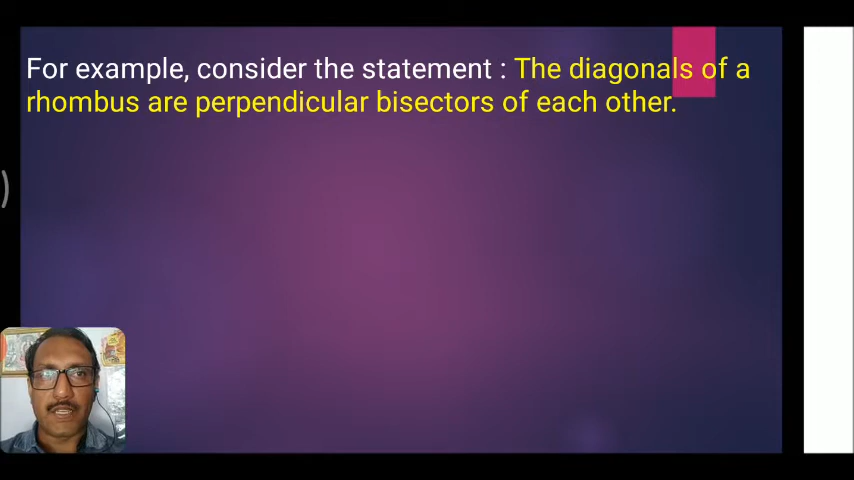 For example, consider the statement : The diagonals of a
rhombus are perpendicular bisectors of each other.